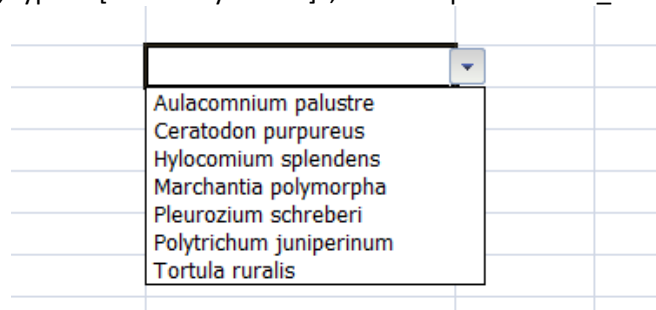 Aulacomnium palustre
Ceratodon purpureus
Hylocomium splendens
Marchantia polymorpha
Pleurozium schreberi
Polytrichum juniperinum
Tortula ruralis